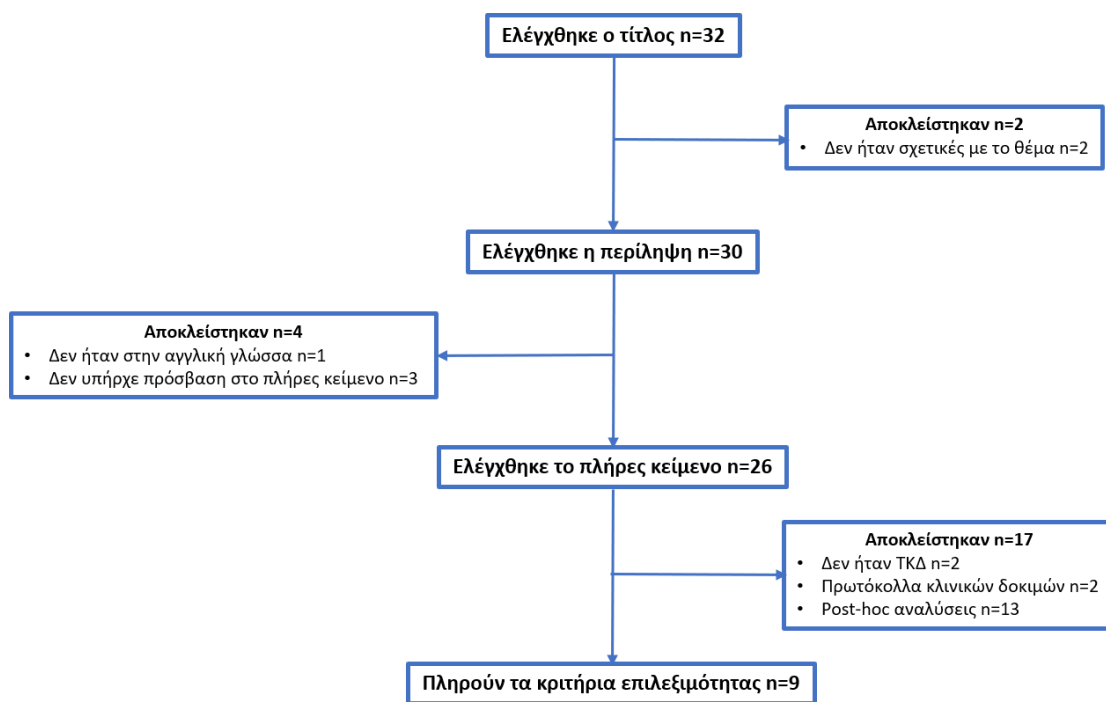 Ελέγχθηκε ο τίτλος n=32
Αποκλείστηκαν n=2
• Δεν ήταν σχετικές με το θέμα n=2
Ελέγχθηκε η περίληψη n=30
Αποκλείστηκαν n=4
• Δεν ήταν στην αγγλική γλώσσα n=1
• Δεν υπήρχε πρόσβαση στο πλήρες κείμενο n=3
Ελέγχθηκε το πλήρες κείμενο n=26
Αποκλείστηκαν n=17
• Δεν ήταν ΤΚΔ n=2
• Πρωτόκολλα κλινικών δοκιμών n=2
• Post-hoc αναλύσεις n=13
Πληρούν τα κριτήρια επιλεξιμότητας n=9